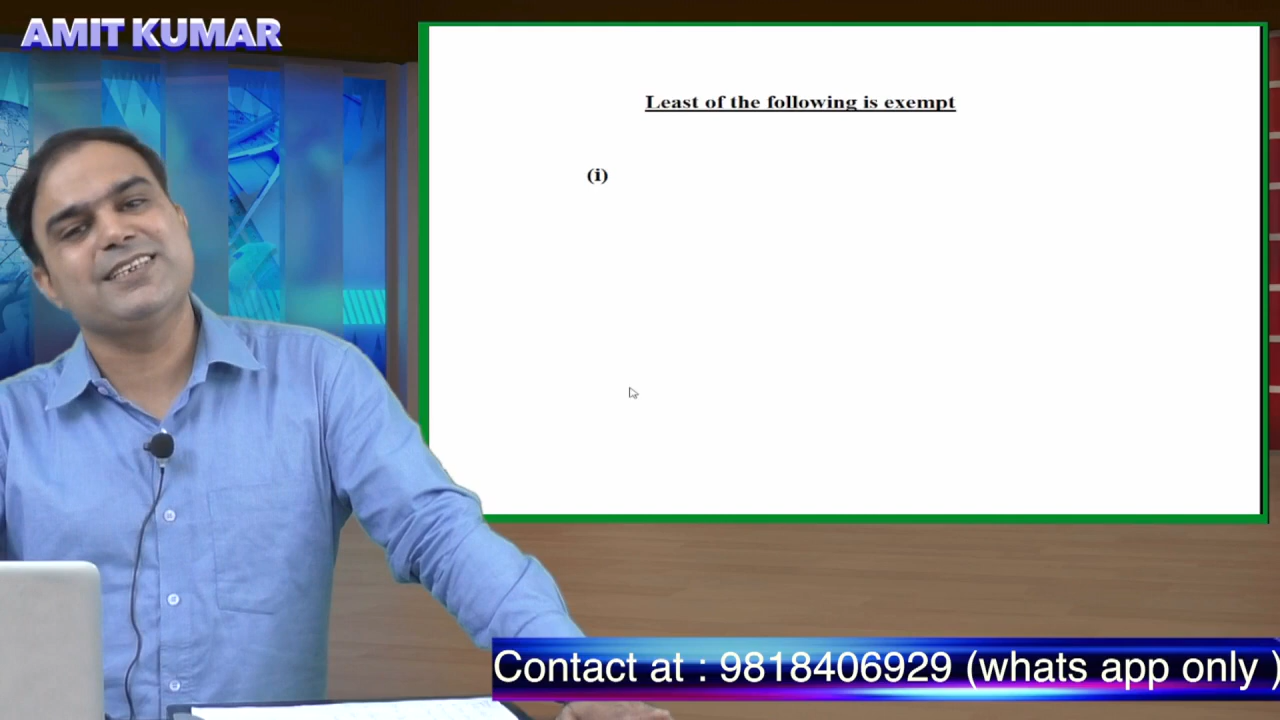 AMIT KUMAR
Least of the following is exempt
(i)
Contact at : 9818406929 (whats app only )